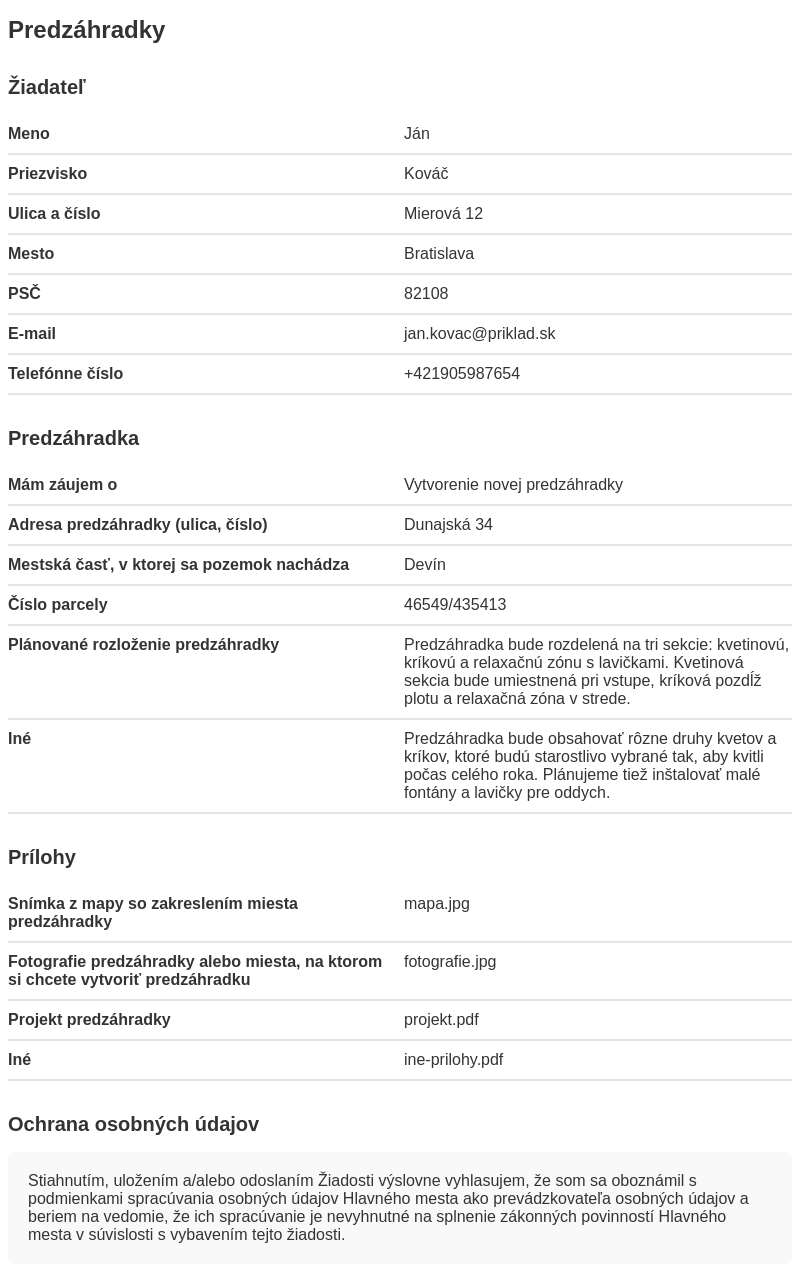 Predzáhradky
Žiadateľ
Meno Ján
Priezvisko Kováč
Ulica a číslo Mierová 12
Mesto Bratislava
PSČ 82108
E-mail jan.kovac@priklad.sk
Telefónne číslo +421905987654
Predzáhradka
Mám záujem o Vytvorenie novej predzáhradky
Adresa predzáhradky (ulica, číslo) Dunajská 34
Mestská časť, v ktorej sa pozemok nachádza Devín
Číslo parcely 46549/435413
Plánované rozloženie predzáhradky Predzáhradka bude rozdelená na tri sekcie: kvetinovú,
kríkovú a relaxačnú zónu s lavičkami. Kvetinová
sekcia bude umiestnená pri vstupe, kríková pozdĺž
plotu a relaxačná zóna v strede.
Iné Predzáhradka bude obsahovať rôzne druhy kvetov a
kríkov, ktoré budú starostlivo vybrané tak, aby kvitli
počas celého roka. Plánujeme tiež inštalovať malé
fontány a lavičky pre oddych.
Prílohy
Snímka z mapy so zakreslením miesta mapa.jpg
predzáhradky
Fotografie predzáhradky alebo miesta, na ktorom fotografie.jpg
si chcete vytvoriť predzáhradku
Projekt predzáhradky projekt.pdf
Iné ine-prilohy.pdf
Ochrana osobných údajov
Stiahnutím, uložením a/alebo odoslaním Žiadosti výslovne vyhlasujem, že som sa oboznámil s
podmienkami spracúvania osobných údajov Hlavného mesta ako prevádzkovateľa osobných údajov a
beriem na vedomie, že ich spracúvanie je nevyhnutné na splnenie zákonných povinností Hlavného
mesta v súvislosti s vybavením tejto žiadosti.